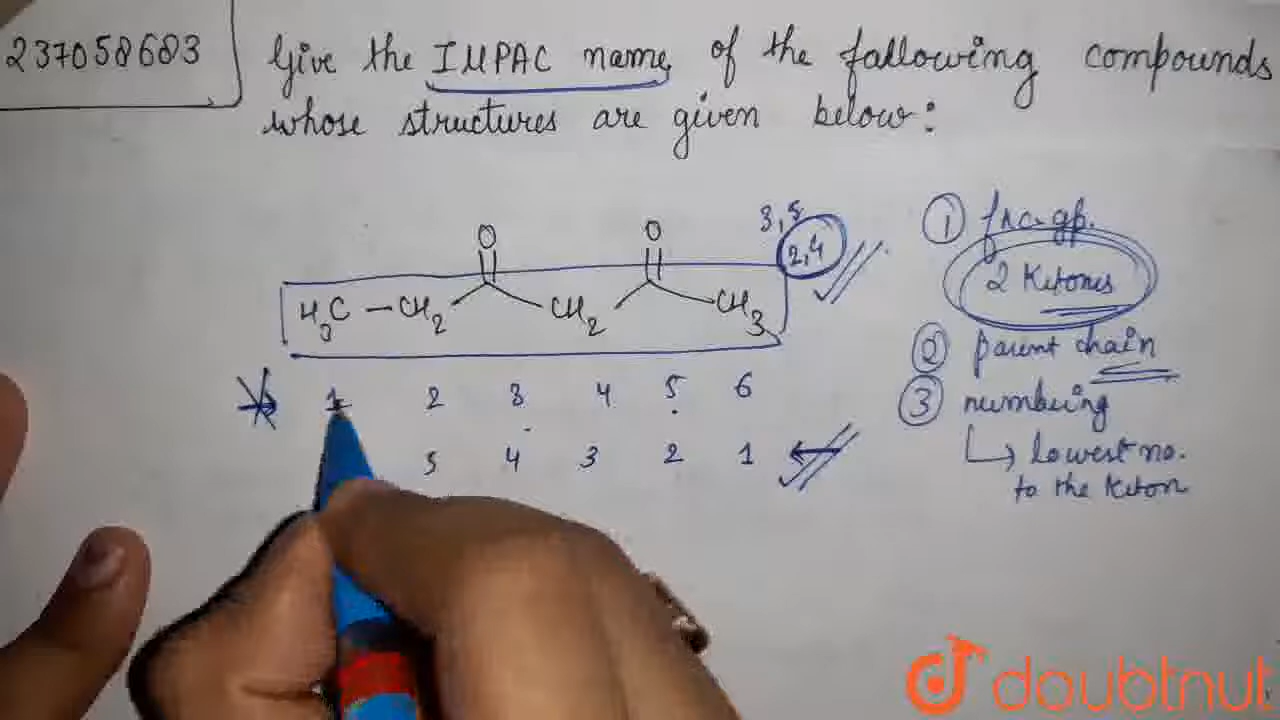 237058683
Give the IUPAC name of the fallowing compounds
whose structures are given below:
3,5
2,4
O O
H3C - CH2 CH2 CH3
1 2 3 4 5 6
5 4 3 2 1
① fnc. gp.
2 Ketones
② parent chain
③ numbering
↳ lowest no.
to the Keton
doubtnut